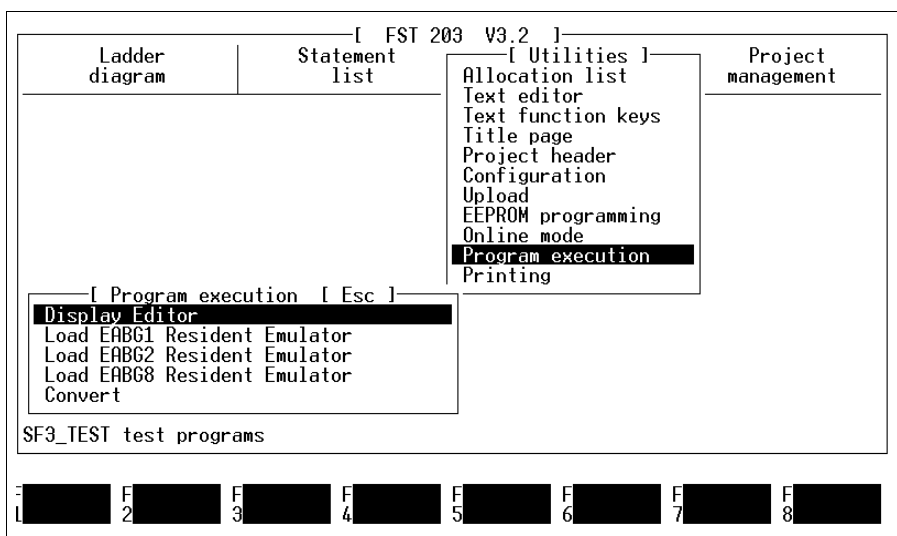 [ FST 203 V3.2 ]
Ladder diagram
Statement list
[ Utilities ]
Project management
Allocation list
Text editor
Text function keys
Title page
Project header
Configuration
Upload
EEPROM programming
Online mode
Program execution
Printing
[ Program execution [ Esc ]
Display Editor
Load EABG1 Resident Emulator
Load EABG2 Resident Emulator
Load EABG8 Resident Emulator
Convert
SF3_TEST test programs
F 2
F 3
F 4
F 5
F 6
F 7
F 8